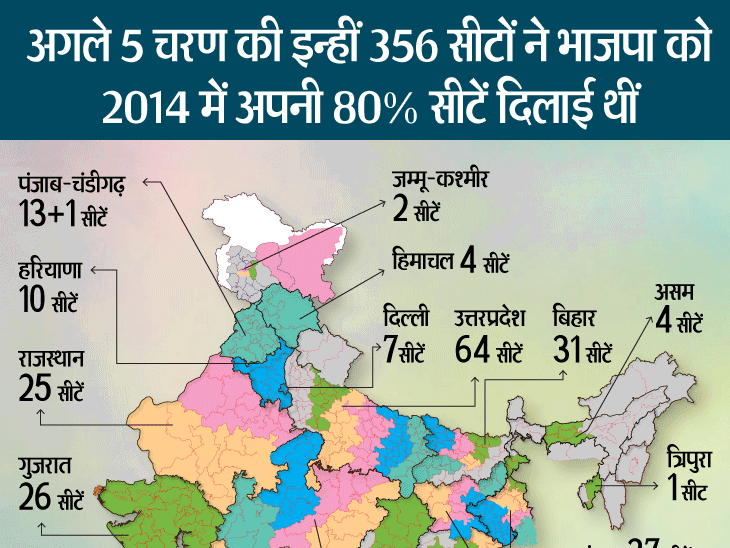 अगले 5 चरण की इन्हीं 356 सीटों ने भाजपा को
2014 में अपनी 80% सीटें दिलाई थीं
पंजाब-चंडीगढ़
13+1 सीटें
जम्मू-कश्मीर
2 सीटें
हरियाणा
10 सीटें
हिमाचल 4 सीटें
दिल्ली
7 सीटें
उत्तरप्रदेश
64 सीटें
बिहार
31 सीटें
असम
4 सीटें
राजस्थान
25 सीटें
गुजरात
26 सीटें
त्रिपुरा
1 सीट